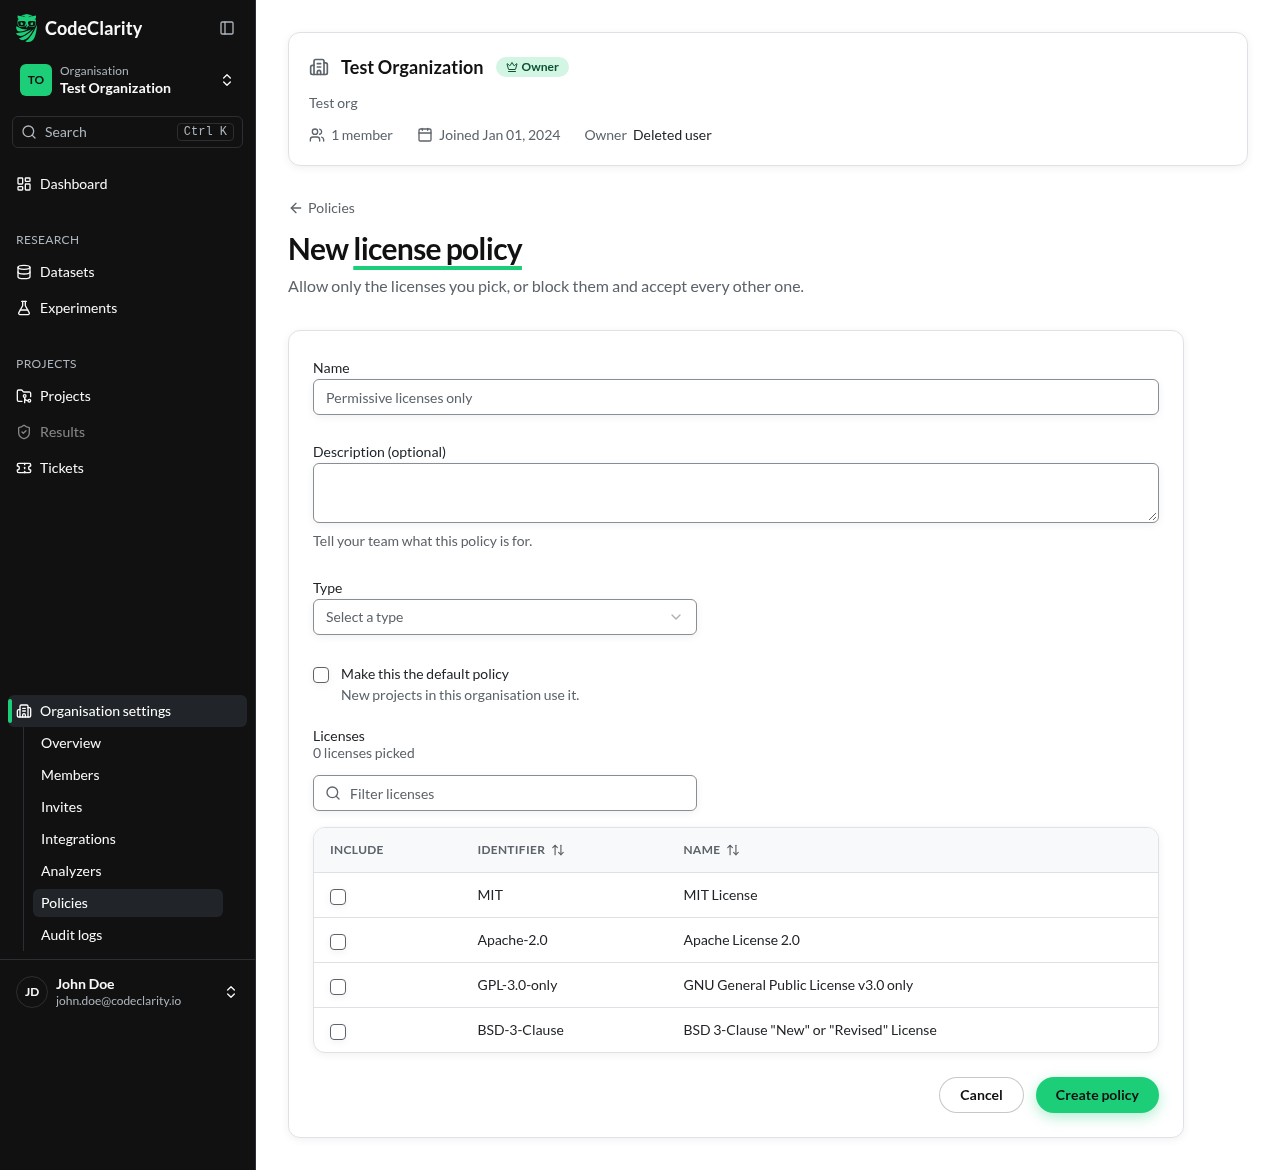 CodeClarity
TO
Organisation
Test Organization
Search
Ctrl K
Dashboard
RESEARCH
Datasets
Experiments
PROJECTS
Projects
Results
Tickets
Organisation settings
Overview
Members
Invites
Integrations
Analyzers
Policies
Audit logs
JD
John Doe
john.doe@codeclarity.io
Test Organization
Owner
Test org
1 member
Joined Jan 01, 2024
Owner Deleted user
Policies
New license policy
Allow only the licenses you pick, or block them and accept every other one.
Name
Permissive licenses only
Description (optional)
Tell your team what this policy is for.
Type
Select a type
Make this the default policy
New projects in this organisation use it.
Licenses
0 licenses picked
Filter licenses
INCLUDE IDENTIFIER NAME
MIT MIT License
Apache-2.0 Apache License 2.0
GPL-3.0-only GNU General Public License v3.0 only
BSD-3-Clause BSD 3-Clause "New" or "Revised" License
Cancel
Create policy